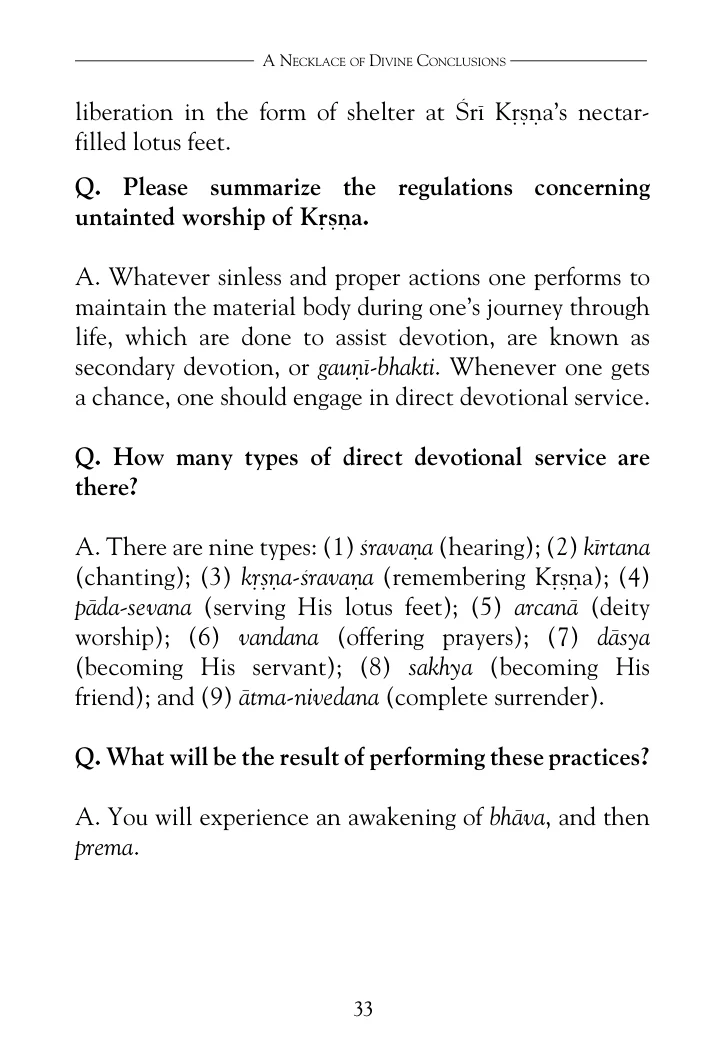 A Necklace of Divine Conclusions
liberation in the form of shelter at Śrī Kṛṣṇa’s nectar-
filled lotus feet.
Q. Please summarize the regulations concerning
untainted worship of Kṛṣṇa.
A. Whatever sinless and proper actions one performs to
maintain the material body during one’s journey through
life, which are done to assist devotion, are known as
secondary devotion, or gauṇī-bhakti. Whenever one gets
a chance, one should engage in direct devotional service.
Q. How many types of direct devotional service are
there?
A. There are nine types: (1) śravaṇa (hearing); (2) kīrtana
(chanting); (3) kṛṣṇa-śravaṇa (remembering Kṛṣṇa); (4)
pāda-sevana (serving His lotus feet); (5) arcanā (deity
worship); (6) vandana (offering prayers); (7) dāsya
(becoming His servant); (8) sakhya (becoming His
friend); and (9) ātma-nivedana (complete surrender).
Q. What will be the result of performing these practices?
A. You will experience an awakening of bhāva, and then
prema.
33